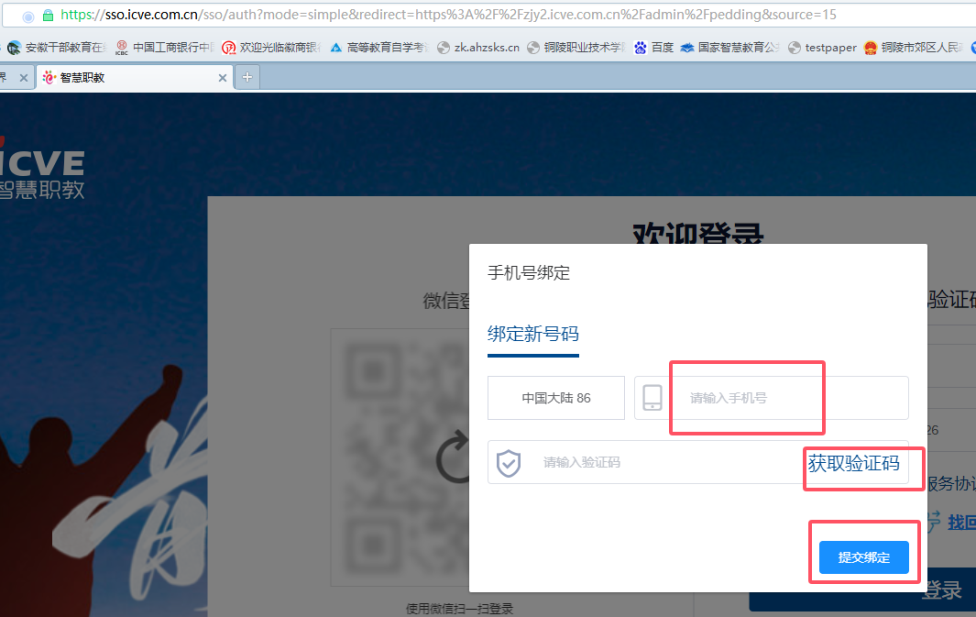 https://sso.icve.com.cn/sso/auth?mode=simple&redirect=https%3A%2F%2Fzjy2.icve.com.cn%2Fadmin%2Fpedding&source=15
安徽干部教育在 中国工商银行中国 欢迎光临徽商银 高等教育自学考 zk.ahzsks.cn 铜陵职业技术学 百度 国家智慧教育公 testpaper 铜陵市郊区人民
界 智慧职教
ICVE
智慧职教
欢迎登录
手机号绑定
微信登
验证码
绑定新号码
中国大陆 86 请输入手机号
26
请输入验证码 获取验证码
服务协议
找回
提交绑定
登录
使用微信扫一扫登录